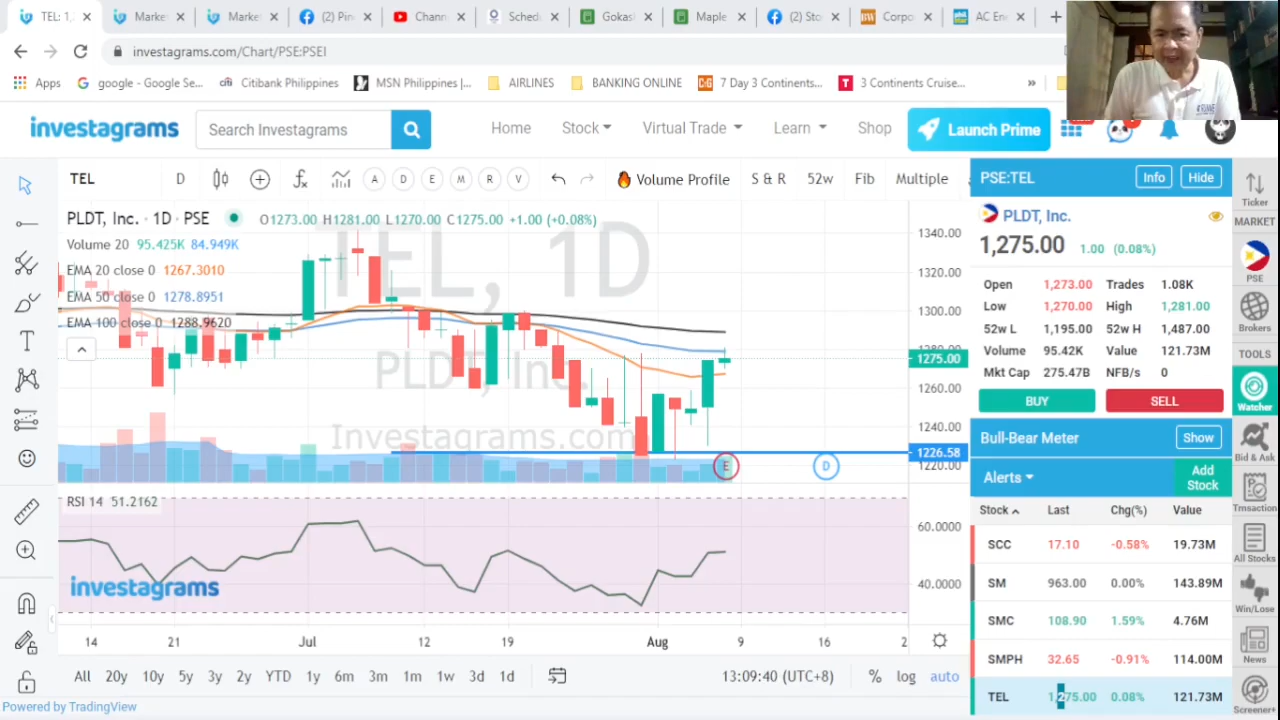 TEL: 1,2
Marke
Marke
(2) Pin
Chann
Sched
Gokas
Maple
(2) Sto
Corpo
AC En
investagrams.com/Chart/PSE:PSEI
Apps
google - Google Se...
Citibank Philippines
MSN Philippines |...
AIRLINES
BANKING ONLINE
7 Day 3 Continents...
3 Continents Cruise...
»
investagrams
Search Investagrams
Home
Stock
Virtual Trade
Learn
Shop
Launch Prime
TEL
D
A
D
E
M
R
V
Volume Profile
S & R
52w
Fib
Multiple
PLDT, Inc. · 1D · PSE
O1273.00 H1281.00 L1270.00 C1275.00 +1.00 (+0.08%)
Volume 20 95.425K 84.949K
EMA 20 close 0 1267.3010
EMA 50 close 0 1278.8951
EMA 100 close 0 1288.9620
TEL, 1D
PLDT, Inc.
Investagrams.com
1340.00
1320.00
1300.00
1280.00
1275.00
1260.00
1240.00
1226.58
1220.00
E
D
RSI 14 51.2162
60.0000
40.0000
investagrams
14
21
Jul
12
19
Aug
9
16
2
All
20y
10y
5y
3y
2y
YTD
1y
6m
3m
1m
1w
3d
1d
13:09:40 (UTC+8)
%
log
auto
Powered by TradingView
PSE:TEL
Info
Hide
PLDT, Inc.
1,275.00 1.00 (0.08%)
Open 1,273.00 Trades 1.08K
Low 1,270.00 High 1,281.00
52w L 1,195.00 52w H 1,487.00
Volume 95.42K Value 121.73M
Mkt Cap 275.47B NFB/s 0
BUY
SELL
Bull-Bear Meter
Show
Alerts
Add Stock
Stock Last Chg(%) Value
SCC 17.10 -0.58% 19.73M
SM 963.00 0.00% 143.89M
SMC 108.90 1.59% 4.76M
SMPH 32.65 -0.91% 114.00M
TEL 1,275.00 0.08% 121.73M
Ticker
MARKET
PSE
Brokers
TOOLS
Watcher
Bid & Ask
Trnsaction
All Stocks
Win/Lose
News
Screener+